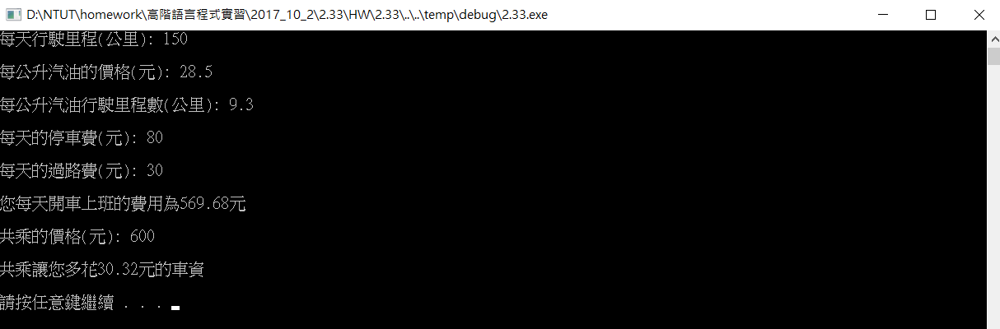 D:\NTUT\homework\高階語言程式實習\2017_10_2\2.33\HW\2.33\..\..\temp\debug\2.33.exe
每天行駛里程(公里): 150
每公升汽油的價格(元): 28.5
每公升汽油行駛里程數(公里): 9.3
每天的停車費(元): 80
每天的過路費(元): 30
您每天開車上班的費用為569.68元
共乘的價格(元): 600
共乘讓您多花30.32元的車資
請按任意鍵繼續 . . .